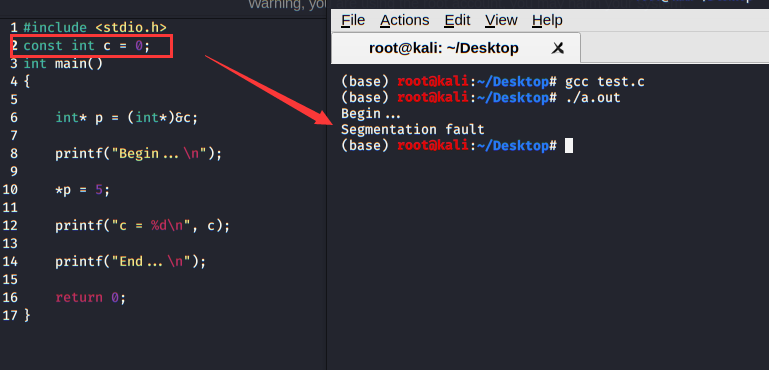 Warning, you
1 #include <stdio.h>
2 const int c = 0;
3 int main()
4 {
5
6 int* p = (int*)&c;
7
8 printf("Begin...\n");
9
10 *p = 5;
11
12 printf("c = %d\n", c);
13
14 printf("End...\n");
15
16 return 0;
17 }
File Actions Edit View Help
root@kali: ~/Desktop
(base) root@kali:~/Desktop# gcc test.c
(base) root@kali:~/Desktop# ./a.out
Begin...
Segmentation fault
(base) root@kali:~/Desktop#